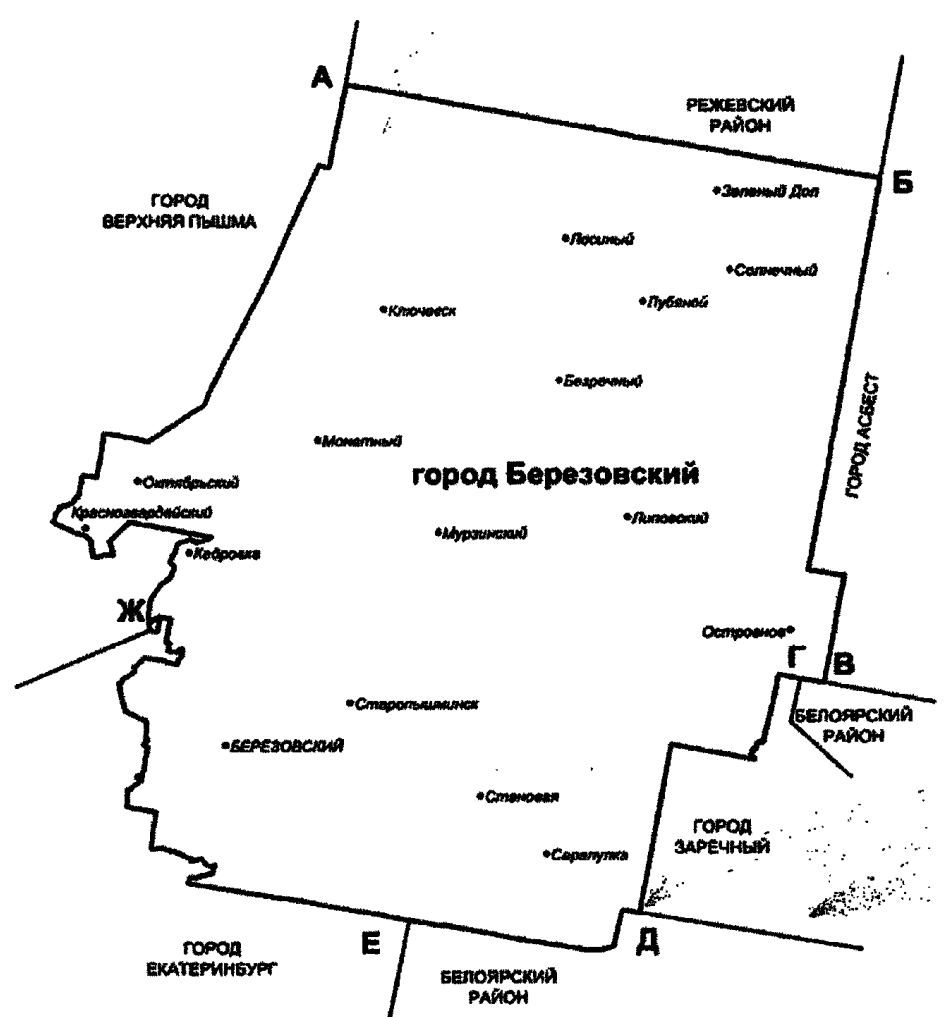 А
РЕЖЕВСКИЙ
РАЙОН
Б
Зеленый Дол
ГОРОД
ВЕРХНЯЯ ПЫШМА
Лосиный
Солнечный
Лубяной
Ключевск
Безречный
ГОРОД АСБЕСТ
Монетный
город Березовский
Октябрьский
Красногвардейский
Липовский
Мурзинский
Кедровка
Ж
Островное
Г
В
Старопышминск
БЕЛОЯРСКИЙ
РАЙОН
БЕРЕЗОВСКИЙ
Становая
ГОРОД
ЗАРЕЧНЫЙ
Сарапулка
Е
Д
ГОРОД
ЕКАТЕРИНБУРГ
БЕЛОЯРСКИЙ
РАЙОН